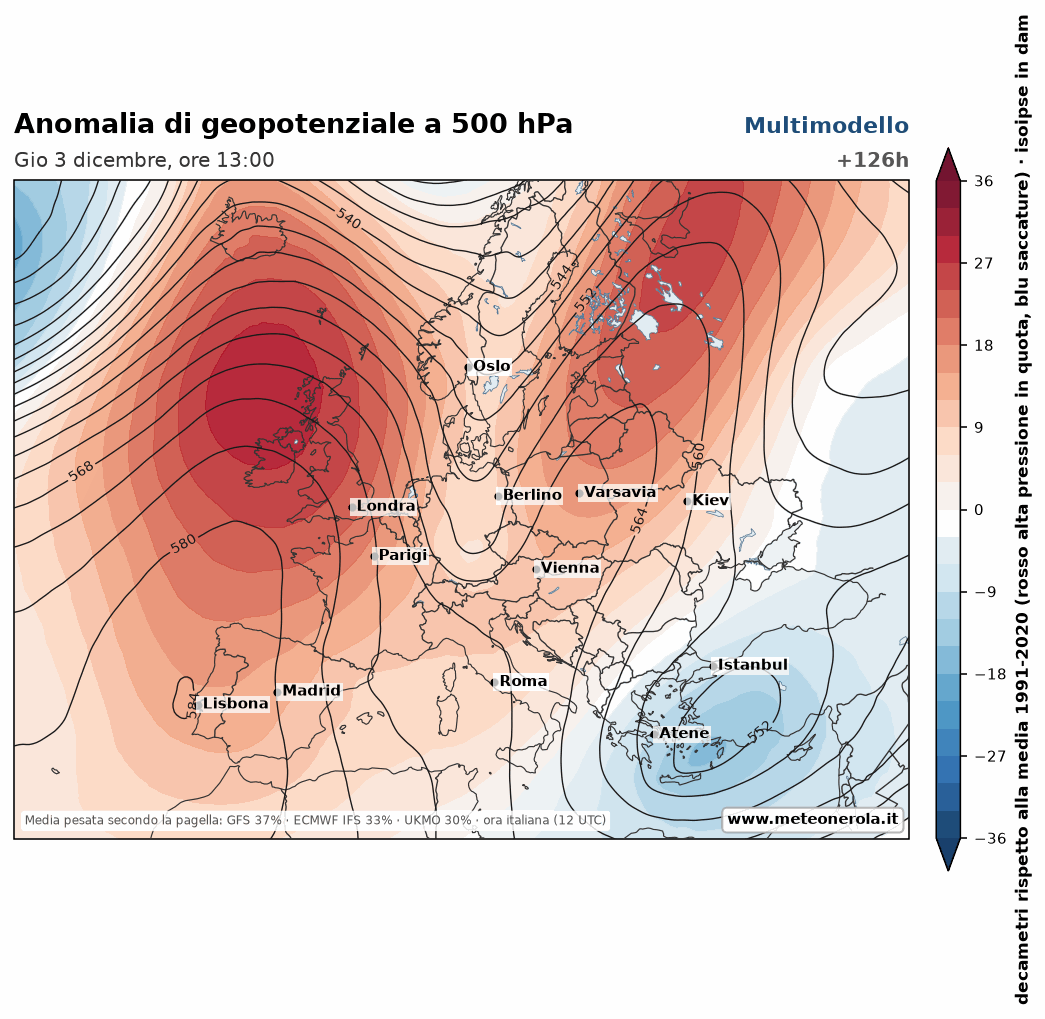 Anomalia di geopotenziale a 500 hPa
Multimodello
Gio 3 dicembre, ore 13:00
+126h
decametri rispetto alla media 1991-2020 (rosso alta pressione in quota, blu saccature) · isoipse in dam
36
27
18
9
0
−9
−18
−27
−36
540
544
552
Oslo
568
560
Berlino
Varsavia
Kiev
Londra
564
580
Parigi
Vienna
Istanbul
Roma
Madrid
584
Lisbona
Atene
552
Media pesata secondo la pagella: GFS 37% · ECMWF IFS 33% · UKMO 30% · ora italiana (12 UTC)
www.meteonerola.it